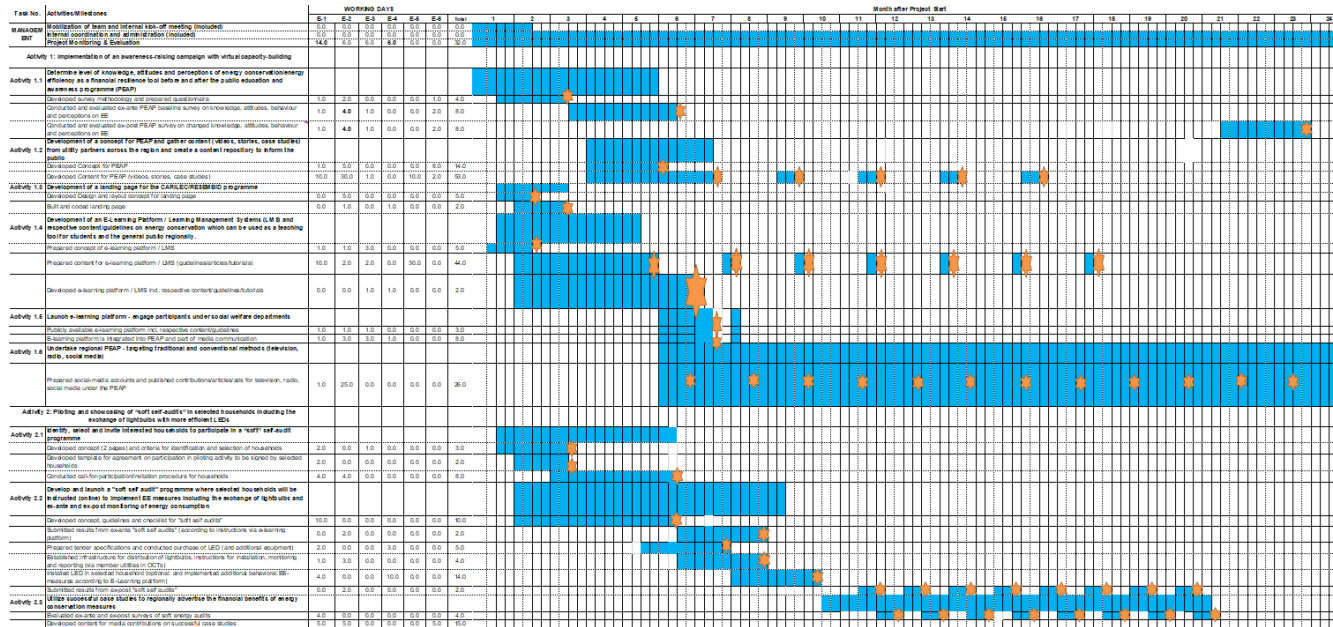 Task No. Activities/Milestones WORKING DAYS Month after Project Start
E-1 E-2 E-3 E-4 E-5 E-6 Total 1 2 3 4 5 6 7 8 9 10 11 12 13 14 15 16 17 18 19 20 21 22 23 24
MANAGEM
ENT
Mobilization of team and internal kick-off meeting (included) 0.0 0.0 0.0 0.0 0.0 0.0 0.0
Internal coordination and administration (included) 0.0 0.0 0.0 0.0 0.0 0.0 0.0
Project Monitoring & Evaluation 14.0 6.0 6.0 6.0 0.0 0.0 32.0
Activity 1: Implementation of an awareness-raising campaign with virtual capacity-building
Activity 1.1 Determine level of knowledge, attitudes and perceptions of energy conservation/energy
efficiency as a financial resilience tool before and after the public education and
awareness programme (PEAP)
Developed survey methodology and prepared questionnaire 1.0 2.0 0.0 0.0 0.0 1.0 4.0
Conducted and evaluated ex-ante PEAP baseline survey on knowledge, attitudes, behaviour
and perceptions on EE 1.0 4.0 1.0 0.0 0.0 2.0 8.0
Conducted and evaluated ex-post PEAP survey on changed knowledge, attitudes, behaviour
and perceptions on EE 1.0 4.0 1.0 0.0 0.0 2.0 8.0
Activity 1.2 Development of a concept for PEAP and gather content (videos, stories, case studies)
from utility partners across the region and create a content repository to inform the
public
Developed Concept for PEAP 1.0 5.0 0.0 0.0 0.0 8.0 14.0
Developed Content for PEAP (videos, stories, case studies) 10.0 30.0 1.0 0.0 10.0 2.0 53.0
Activity 1.3 Development of a landing page for the CARILEC/RESEMBID programme
Developed Design and layout concept for landing page 0.0 5.0 0.0 0.0 0.0 0.0 5.0
Built and coded landing page 0.0 1.0 0.0 1.0 0.0 0.0 2.0
Activity 1.4 Development of an E-Learning Platform / Learning Management Systems (LMS) and
respective content/guidelines on energy conservation which can be used as a teaching
tool for students and the general public regionally.
Prepared concept of e-learning platform / LMS 1.0 1.0 3.0 0.0 0.0 0.0 5.0
Prepared content for e-learning platform / LMS (guidelines/articles/tutorials) 10.0 2.0 2.0 0.0 30.0 0.0 44.0
Developed e-learning platform / LMS incl. respective content/guidelines/tutorials 0.0 0.0 1.0 1.0 0.0 0.0 2.0
Activity 1.5 Launch e-learning platform - engage participants under social welfare departments
Publicly available e-learning platform incl. respective content/guidelines 1.0 1.0 1.0 0.0 0.0 0.0 3.0
E-learning platform is integrated into PEAP and part of media communication 1.0 3.0 3.0 1.0 0.0 0.0 8.0
Activity 1.6 Undertake regional PEAP - targeting traditional and conventional methods (television,
radio, social media)
Prepared social-media accounts and published contributions/articles/ads for television, radio,
social media under the PEAP 1.0 25.0 0.0 0.0 0.0 0.0 26.0
Activity 2: Piloting and showcasing of "soft self-audits" in selected households including the
exchange of lightbulbs with more efficient LEDs
Activity 2.1 Identify, select and invite interested households to participate in a "soft" self-audit
programme
Developed concept (2 pages) and criteria for identification and selection of households 2.0 0.0 1.0 0.0 0.0 0.0 3.0
Developed template for agreement on participation in piloting activity to be signed by selected
households 2.0 0.0 0.0 0.0 0.0 0.0 2.0
Conducted call-for-participation/invitation procedure for households 4.0 4.0 0.0 0.0 0.0 0.0 8.0
Activity 2.2 Develop and launch a "soft self audit" programme where selected households will be
instructed (online) to implement EE measures including the exchange of lightbulbs and
ex-ante and ex-post monitoring of energy consumption
Developed concept, guidelines and checklist for "soft self audits" 10.0 0.0 0.0 0.0 0.0 0.0 10.0
Submitted results from ex-ante "soft self audits" (according to instructions via e-learning
platform) 0.0 2.0 0.0 0.0 0.0 0.0 2.0
Prepared tender specifications and conducted purchase of LED (and additional equipment) 2.0 0.0 0.0 3.0 0.0 0.0 5.0
Established infrastructure for distribution of lightbulbs, instructions for installation, monitoring
and reporting (via member utilities in OCTs) 1.0 3.0 0.0 0.0 0.0 0.0 4.0
Installed LED in selected household (optional: and implemented additional behavioral EE-
measures according to E-Learning platform) 4.0 0.0 0.0 10.0 0.0 0.0 14.0
Submitted results from ex-post "soft self audits" 0.0 2.0 0.0 0.0 0.0 0.0 2.0
Activity 2.3 Utilize successful case studies to regionally advertise the financial benefits of energy
conservation measures
Evaluated ex-ante and ex-post surveys of soft energy audits 4.0 0.0 0.0 0.0 0.0 0.0 4.0
Developed content for media contributions on successful case studies 5.0 5.0 0.0 0.0 5.0 0.0 15.0